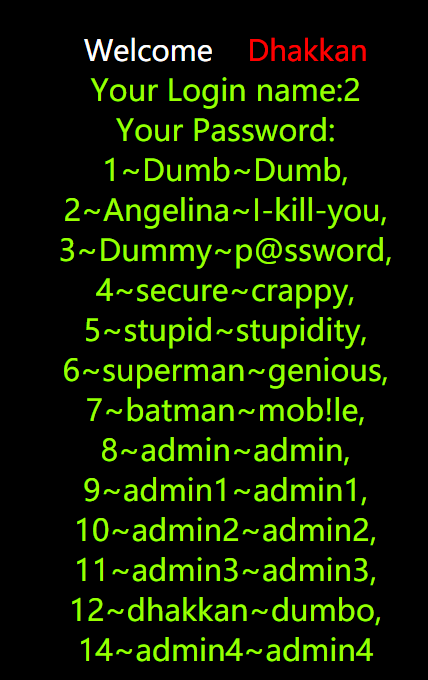 Welcome Dhakkan
Your Login name:2
Your Password:
1~Dumb~Dumb,
2~Angelina~I-kill-you,
3~Dummy~p@ssword,
4~secure~crappy,
5~stupid~stupidity,
6~superman~genious,
7~batman~mob!le,
8~admin~admin,
9~admin1~admin1,
10~admin2~admin2,
11~admin3~admin3,
12~dhakkan~dumbo,
14~admin4~admin4